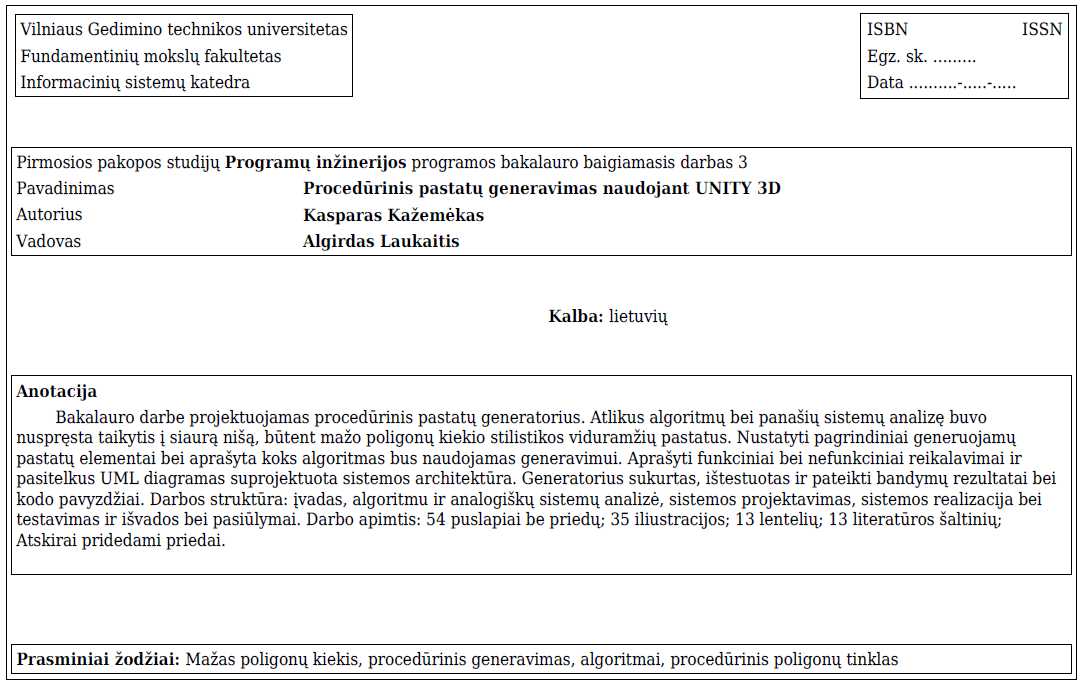 Vilniaus Gedimino technikos universitetas
Fundamentinių mokslų fakultetas
Informacinių sistemų katedra
ISBN ISSN
Egz. sk. .........
Data ..........-.....-.....
Pirmosios pakopos studijų Programų inžinerijos programos bakalauro baigiamasis darbas 3
Pavadinimas Procedūrinis pastatų generavimas naudojant UNITY 3D
Autorius Kasparas Kažemėkas
Vadovas Algirdas Laukaitis
Kalba: lietuvių
Anotacija
Bakalauro darbe projektuojamas procedūrinis pastatų generatorius. Atlikus algoritmų bei panašių sistemų analizę buvo
nuspręsta taikytis į siaurą nišą, būtent mažo poligonų kiekio stilistikos viduramžių pastatus. Nustatyti pagrindiniai generuojamų
pastatų elementai bei aprašyta koks algoritmas bus naudojamas generavimui. Aprašyti funkciniai bei nefunkciniai reikalavimai ir
pasitelkus UML diagramas suprojektuota sistemos architektūra. Generatorius sukurtas, ištestuotas ir pateikti bandymų rezultatai bei
kodo pavyzdžiai. Darbos struktūra: įvadas, algoritmu ir analogiškų sistemų analizė, sistemos projektavimas, sistemos realizacija bei
testavimas ir išvados bei pasiūlymai. Darbo apimtis: 54 puslapiai be priedų; 35 iliustracijos; 13 lentelių; 13 literatūros šaltinių;
Atskirai pridedami priedai.
Prasminiai žodžiai: Mažas poligonų kiekis, procedūrinis generavimas, algoritmai, procedūrinis poligonų tinklas